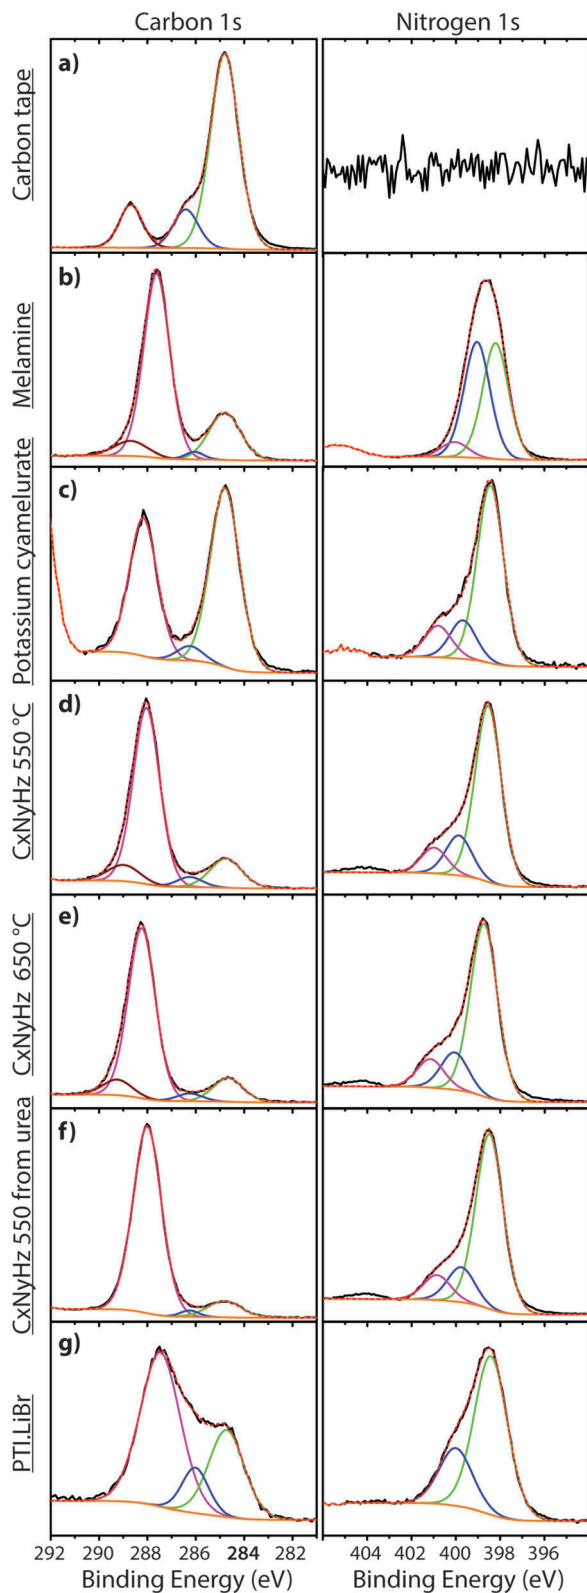 Carbon 1s
Nitrogen 1s
Carbon tape
a)
Melamine
b)
Potassium cyamelurate
c)
CxNyHz 550 °C
d)
CxNyHz 650 °C
e)
CxNyHz 550 from urea
f)
PTI.LiBr
g)
292 290 288 286 284 282
404 402 400 398 396
Binding Energy (eV)
Binding Energy (eV)